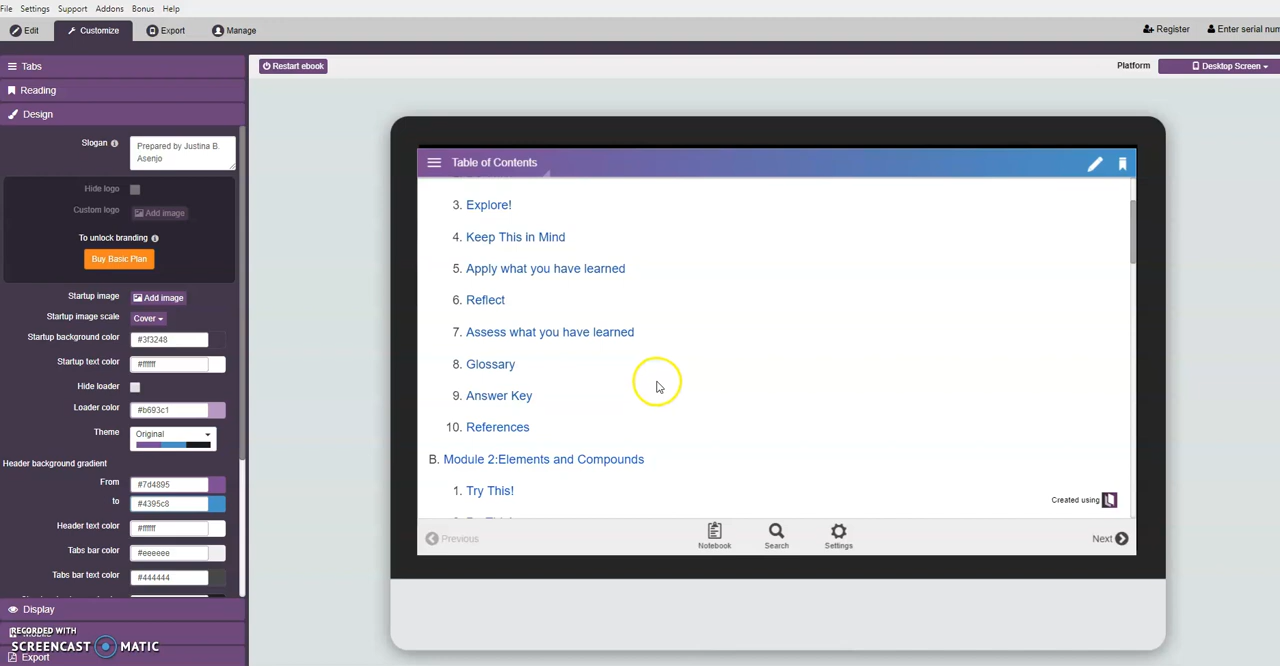 File Settings Support Addons Bonus Help
Edit Customize Export Manage Register Enter serial num
Tabs
Restart ebook Platform Desktop Screen
Reading
Design
Slogan Prepared by Justina B.
Asenjo
Hide logo
Custom logo Add image
To unlock branding
Buy Basic Plan
Startup image Add image
Startup image scale Cover
Startup background color #3f3248
Startup text color #ffffff
Hide loader
Loader color #b693c1
Theme Original
Header background gradient
From #7d4895
to #4395c8
Header text color #ffffff
Tabs bar color #eeeeee
Tabs bar text color #444444
Display
RECORDED WITH
SCREENCAST MATIC
Export
Table of Contents
3. Explore!
4. Keep This in Mind
5. Apply what you have learned
6. Reflect
7. Assess what you have learned
8. Glossary
9. Answer Key
10. References
B. Module 2:Elements and Compounds
1. Try This!
Created using
Previous Notebook Search Settings Next